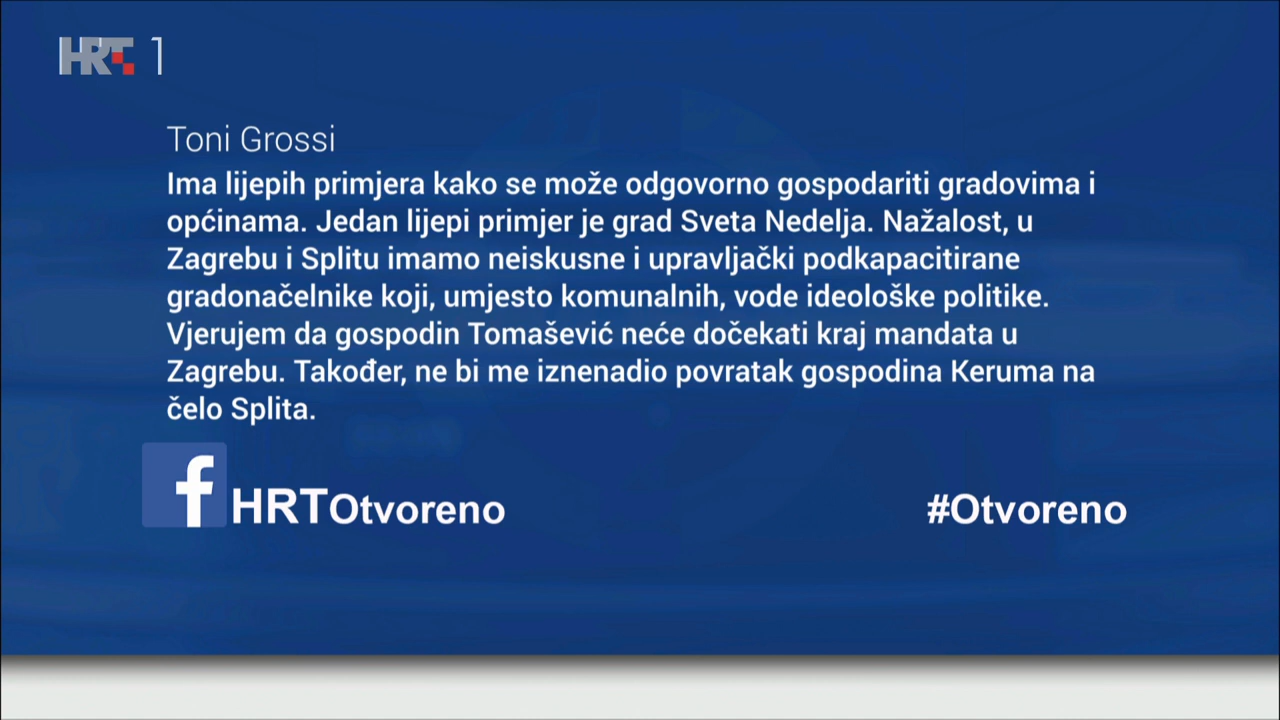 HRT 1
Toni Grossi
Ima lijepih primjera kako se može odgovorno gospodariti gradovima i
općinama. Jedan lijepi primjer je grad Sveta Nedelja. Nažalost, u
Zagrebu i Splitu imamo neiskusne i upravljački podkapacitirane
gradonačelnike koji, umjesto komunalnih, vode ideološke politike.
Vjerujem da gospodin Tomašević neće dočekati kraj mandata u
Zagrebu. Također, ne bi me iznenadio povratak gospodina Keruma na
čelo Splita.
f HRTOtvoreno #Otvoreno